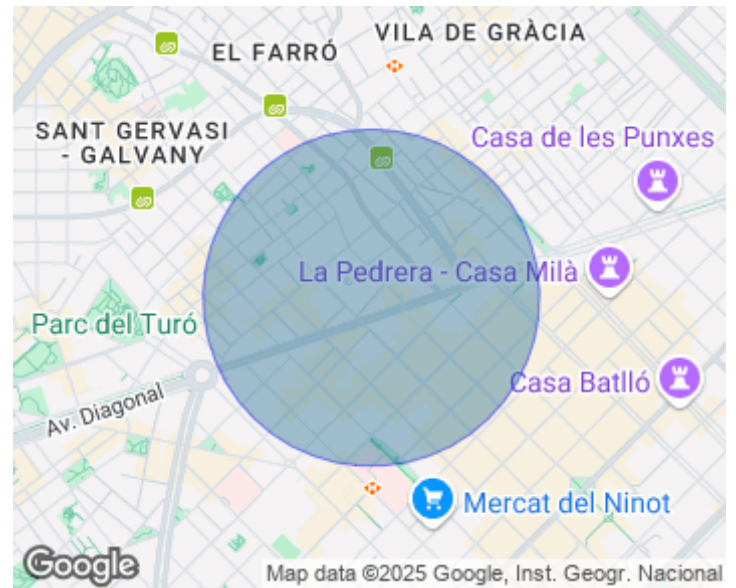 VILA DE GRÀCIA
EL FARRÓ
SANT GERVASI
- GALVANY
Casa de les Punxes
La Pedrera - Casa Milà
Parc del Turó
Casa Batlló
Av. Diagonal
Mercat del Ninot
Google
Map data ©2025 Google, Inst. Geogr. Nacional